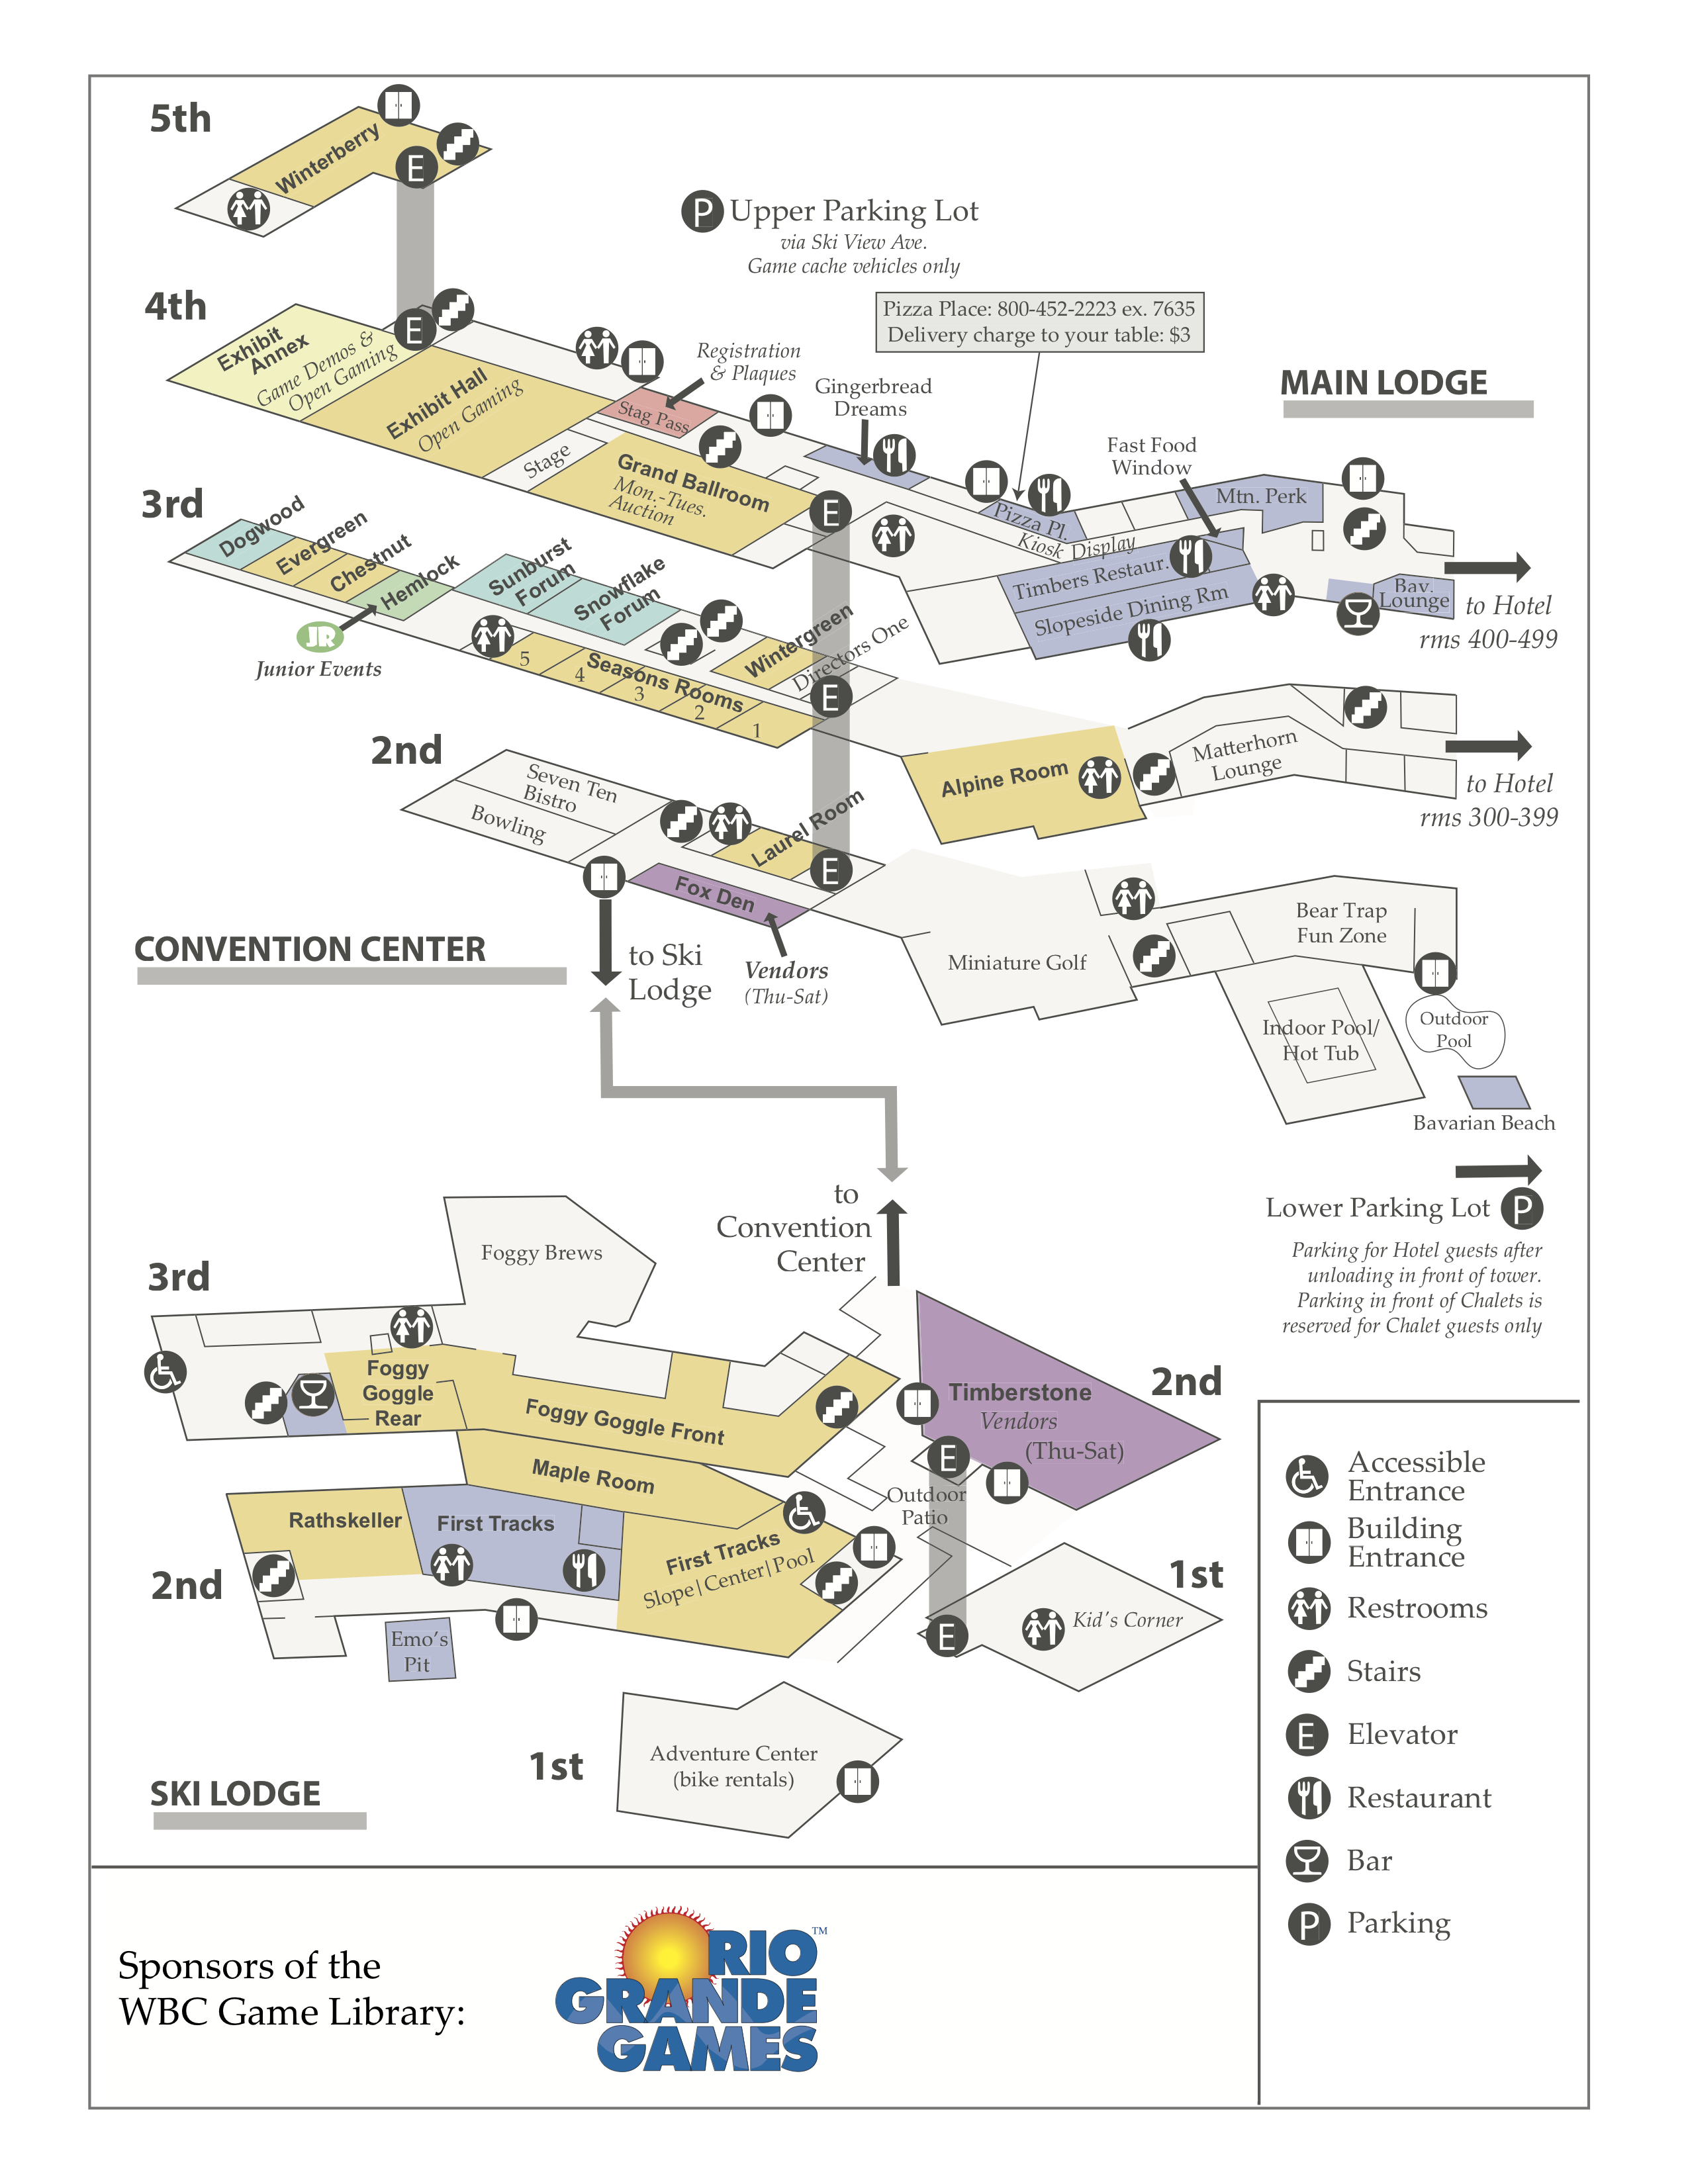 5th
Winterberry
E
P Upper Parking Lot
via Ski View Ave.
Game cache vehicles only
4th
E
Exhibit
Annex
Game Demos &
Open Gaming
Exhibit Hall
Open Gaming
Registration
& Plaques
Stag Pass
Stage
Grand Ballroom
Mon.-Tues.
Auction
E
Pizza Place: 800-452-2223 ex. 7635
Delivery charge to your table: $3
Gingerbread
Dreams
MAIN LODGE
Fast Food
Window
Mtn. Perk
Pizza Pl.
Kiosk Display
Timbers Restaur.
Slopeside Dining Rm
Bav.
Lounge
to Hotel
rms 400-499
3rd
Dogwood
Evergreen
Chestnut
Hemlock
Sunburst
Forum
Snowflake
Forum
JR
Junior Events
Wintergreen
Directors One
E
Seasons Rooms
5
4
3
2
1
Alpine Room
Matterhorn
Lounge
to Hotel
rms 300-399
2nd
Seven Ten
Bistro
Bowling
Laurel Room
E
Fox Den
Vendors
(Thu-Sat)
to Ski
Lodge
CONVENTION CENTER
Miniature Golf
Bear Trap
Fun Zone
Indoor Pool/
Hot Tub
Outdoor
Pool
Bavarian Beach
Lower Parking Lot P
Parking for Hotel guests after
unloading in front of tower.
Parking in front of Chalets is
reserved for Chalet guests only
to
Convention
Center
3rd
Foggy Brews
Foggy
Goggle
Rear
Foggy Goggle Front
Timberstone
Vendors
(Thu-Sat)
2nd
E
Outdoor
Patio
Maple Room
Rathskeller
First Tracks
First Tracks
Slope|Center|Pool
2nd
Emo's
Pit
1st
Kid's Corner
E
1st
Adventure Center
(bike rentals)
SKI LODGE
Accessible
Entrance
Building
Entrance
Restrooms
Stairs
E Elevator
Restaurant
Bar
P Parking
Sponsors of the
WBC Game Library:
RIO™
GRANDE
GAMES